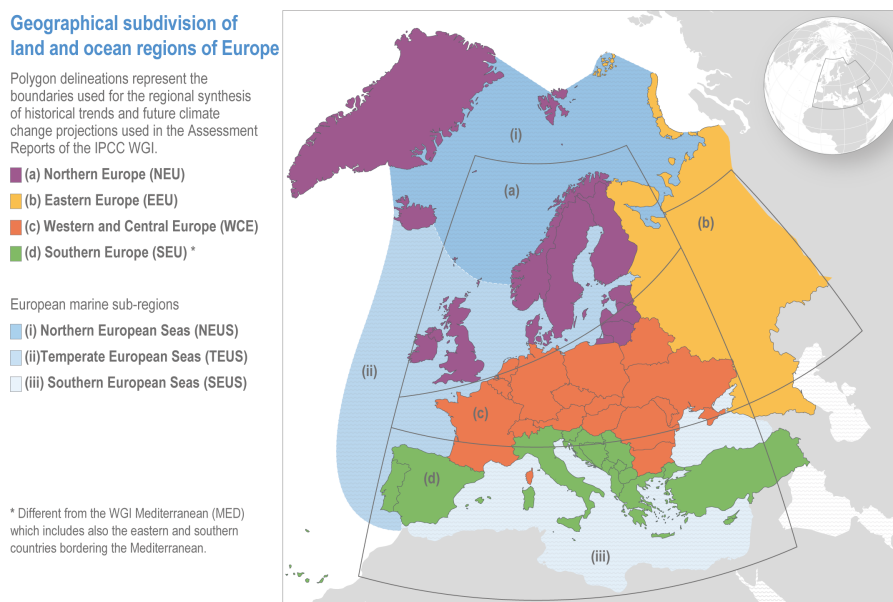 Geographical subdivision of
land and ocean regions of Europe
Polygon delineations represent the
boundaries used for the regional synthesis
of historical trends and future climate
change projections used in the Assessment
Reports of the IPCC WGI.
(a) Northern Europe (NEU)
(b) Eastern Europe (EEU)
(c) Western and Central Europe (WCE)
(d) Southern Europe (SEU) *
European marine sub-regions
(i) Northern European Seas (NEUS)
(ii)Temperate European Seas (TEUS)
(iii) Southern European Seas (SEUS)
* Different from the WGI Mediterranean (MED)
which includes also the eastern and southern
countries bordering the Mediterranean.
(i)
(a)
(b)
(ii)
(c)
(d)
(iii)